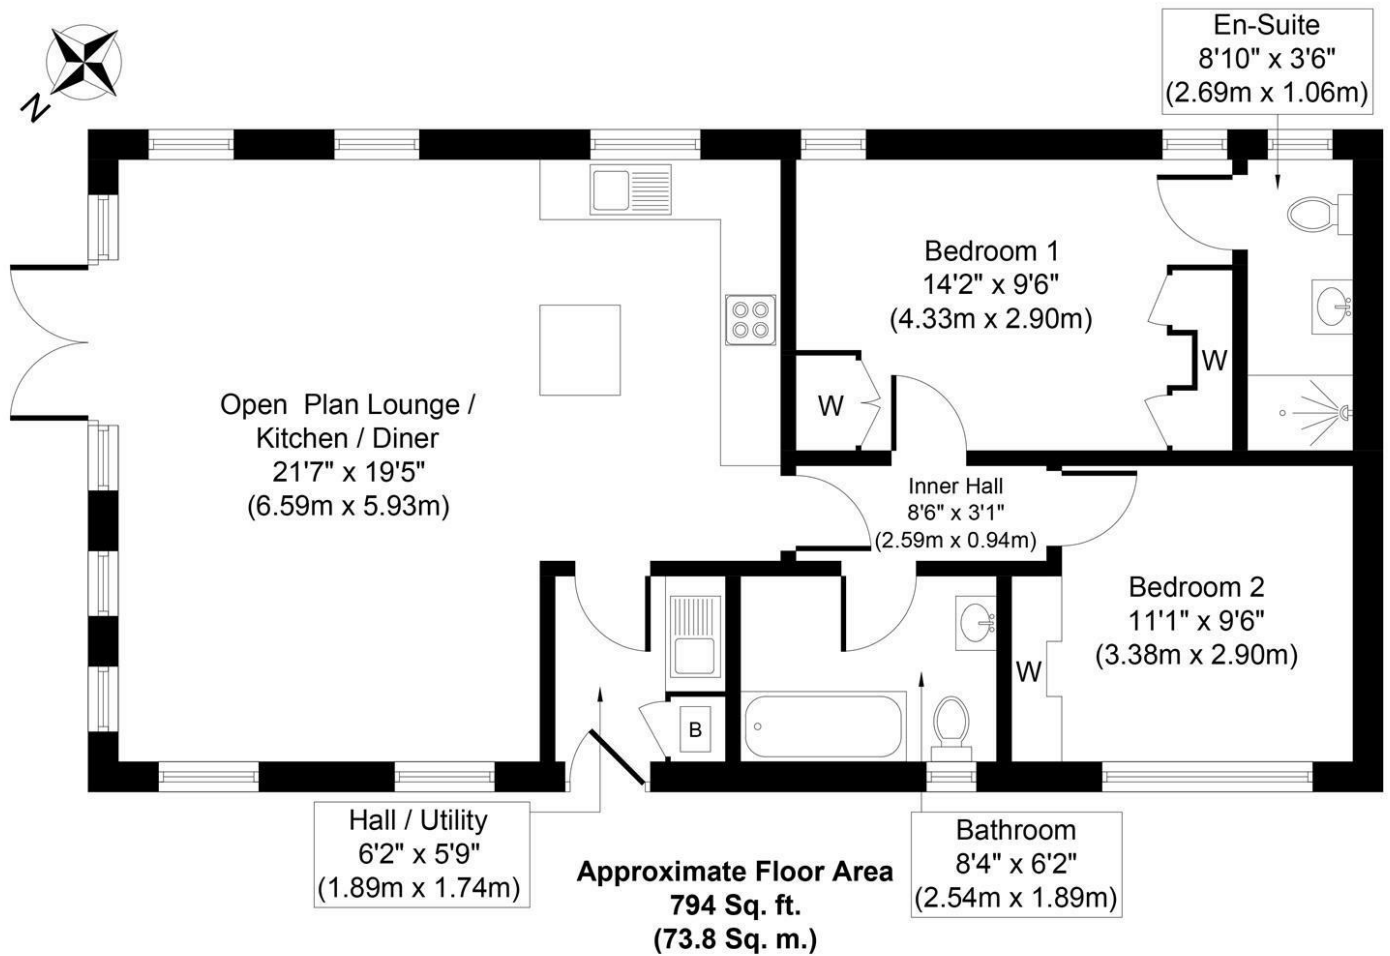 N
En-Suite
8'10" x 3'6"
(2.69m x 1.06m)
Bedroom 1
14'2" x 9'6"
(4.33m x 2.90m)
W
W
Open Plan Lounge /
Kitchen / Diner
21'7" x 19'5"
(6.59m x 5.93m)
Inner Hall
8'6" x 3'1"
(2.59m x 0.94m)
Bedroom 2
11'1" x 9'6"
(3.38m x 2.90m)
W
B
Hall / Utility
6'2" x 5'9"
(1.89m x 1.74m)
Bathroom
8'4" x 6'2"
(2.54m x 1.89m)
Approximate Floor Area
794 Sq. ft.
(73.8 Sq. m.)